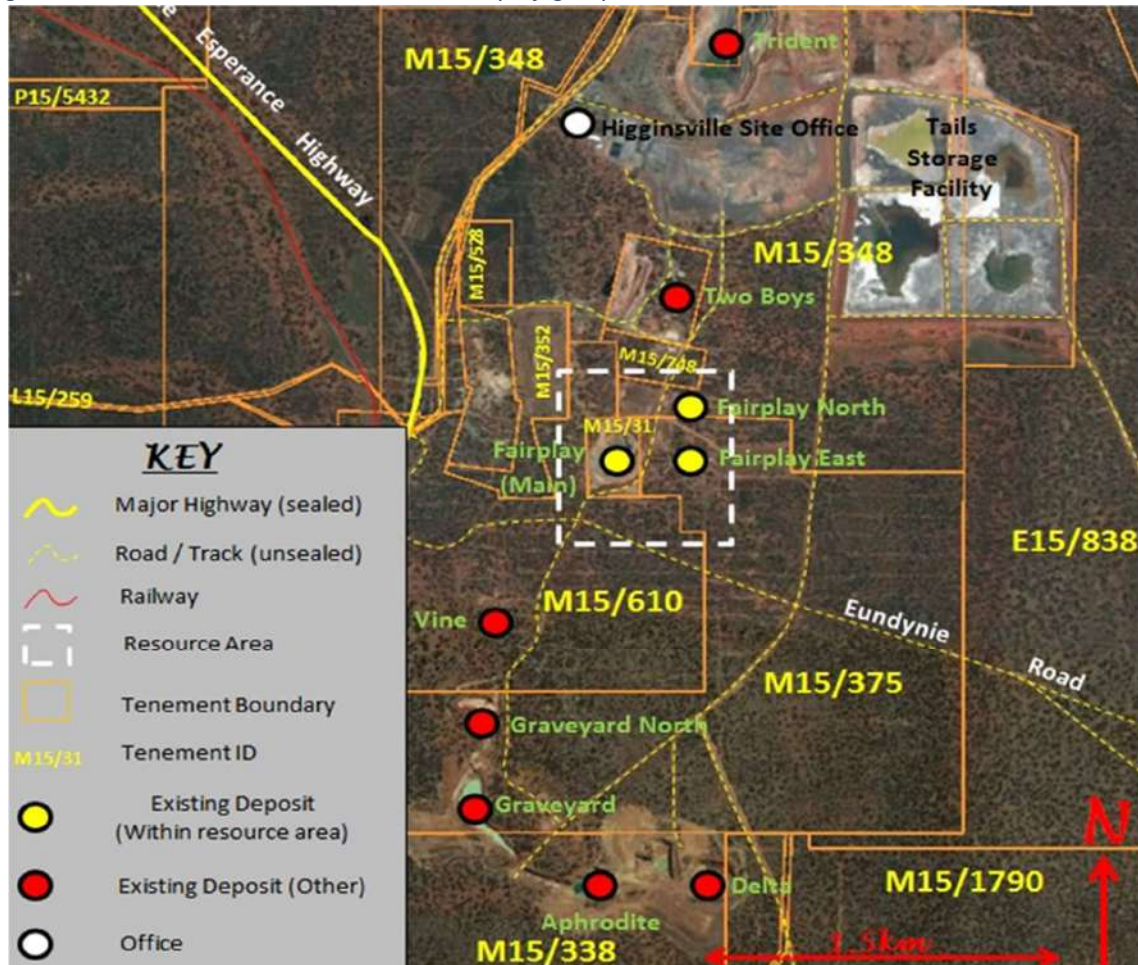 Esperance
Highway
M15/348
Trident
P15/5432
Higginsville Site Office
Tails
Storage
Facility
M15/528
M15/348
Two Boys
M15/352
M15/748
L15/259
Fairplay North
M15/31
Fairplay
(Main)
Fairplay East
E15/838
M15/610
Vine
Eundynie
Road
M15/375
Graveyard North
Graveyard
Aphrodite
Delta
M15/1790
M15/338
1.5km
N
KEY
Major Highway (sealed)
Road / Track (unsealed)
Railway
Resource Area
Tenement Boundary
M15/31
Tenement ID
Existing Deposit
(Within resource area)
Existing Deposit (Other)
Office